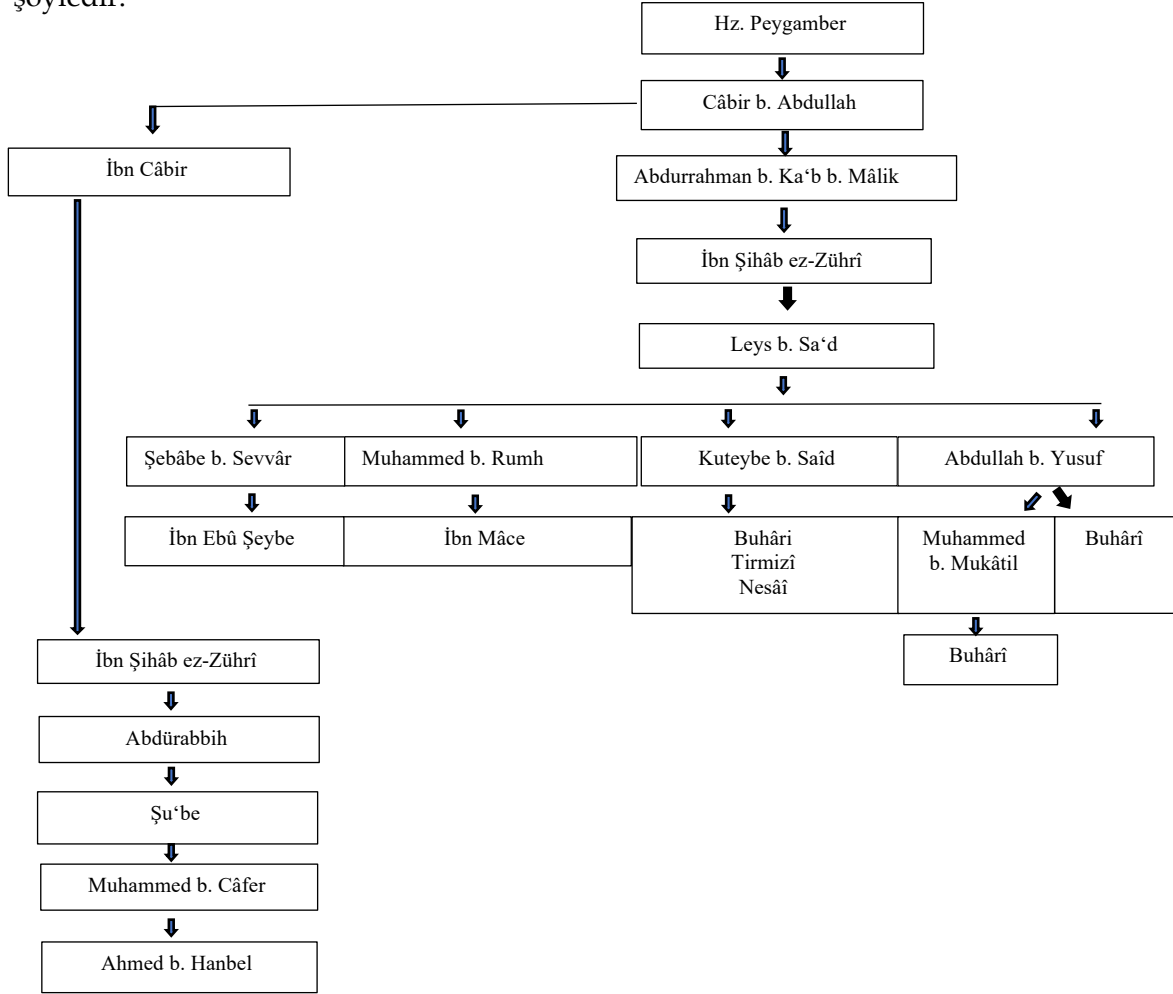 şöyledir:
Hz. Peygamber
Câbir b. Abdullah
İbn Câbir
Abdurrahman b. Ka‘b b. Mâlik
İbn Şihâb ez-Zührî
Leys b. Sa‘d
Şebâbe b. Sevvâr
Muhammed b. Rumh
Kuteybe b. Saîd
Abdullah b. Yusuf
İbn Ebû Şeybe
İbn Mâce
Buhâri
Tirmizî
Nesâî
Muhammed
b. Mukâtil
Buhârî
Buhârî
İbn Şihâb ez-Zührî
Abdürabbih
Şu‘be
Muhammed b. Câfer
Ahmed b. Hanbel